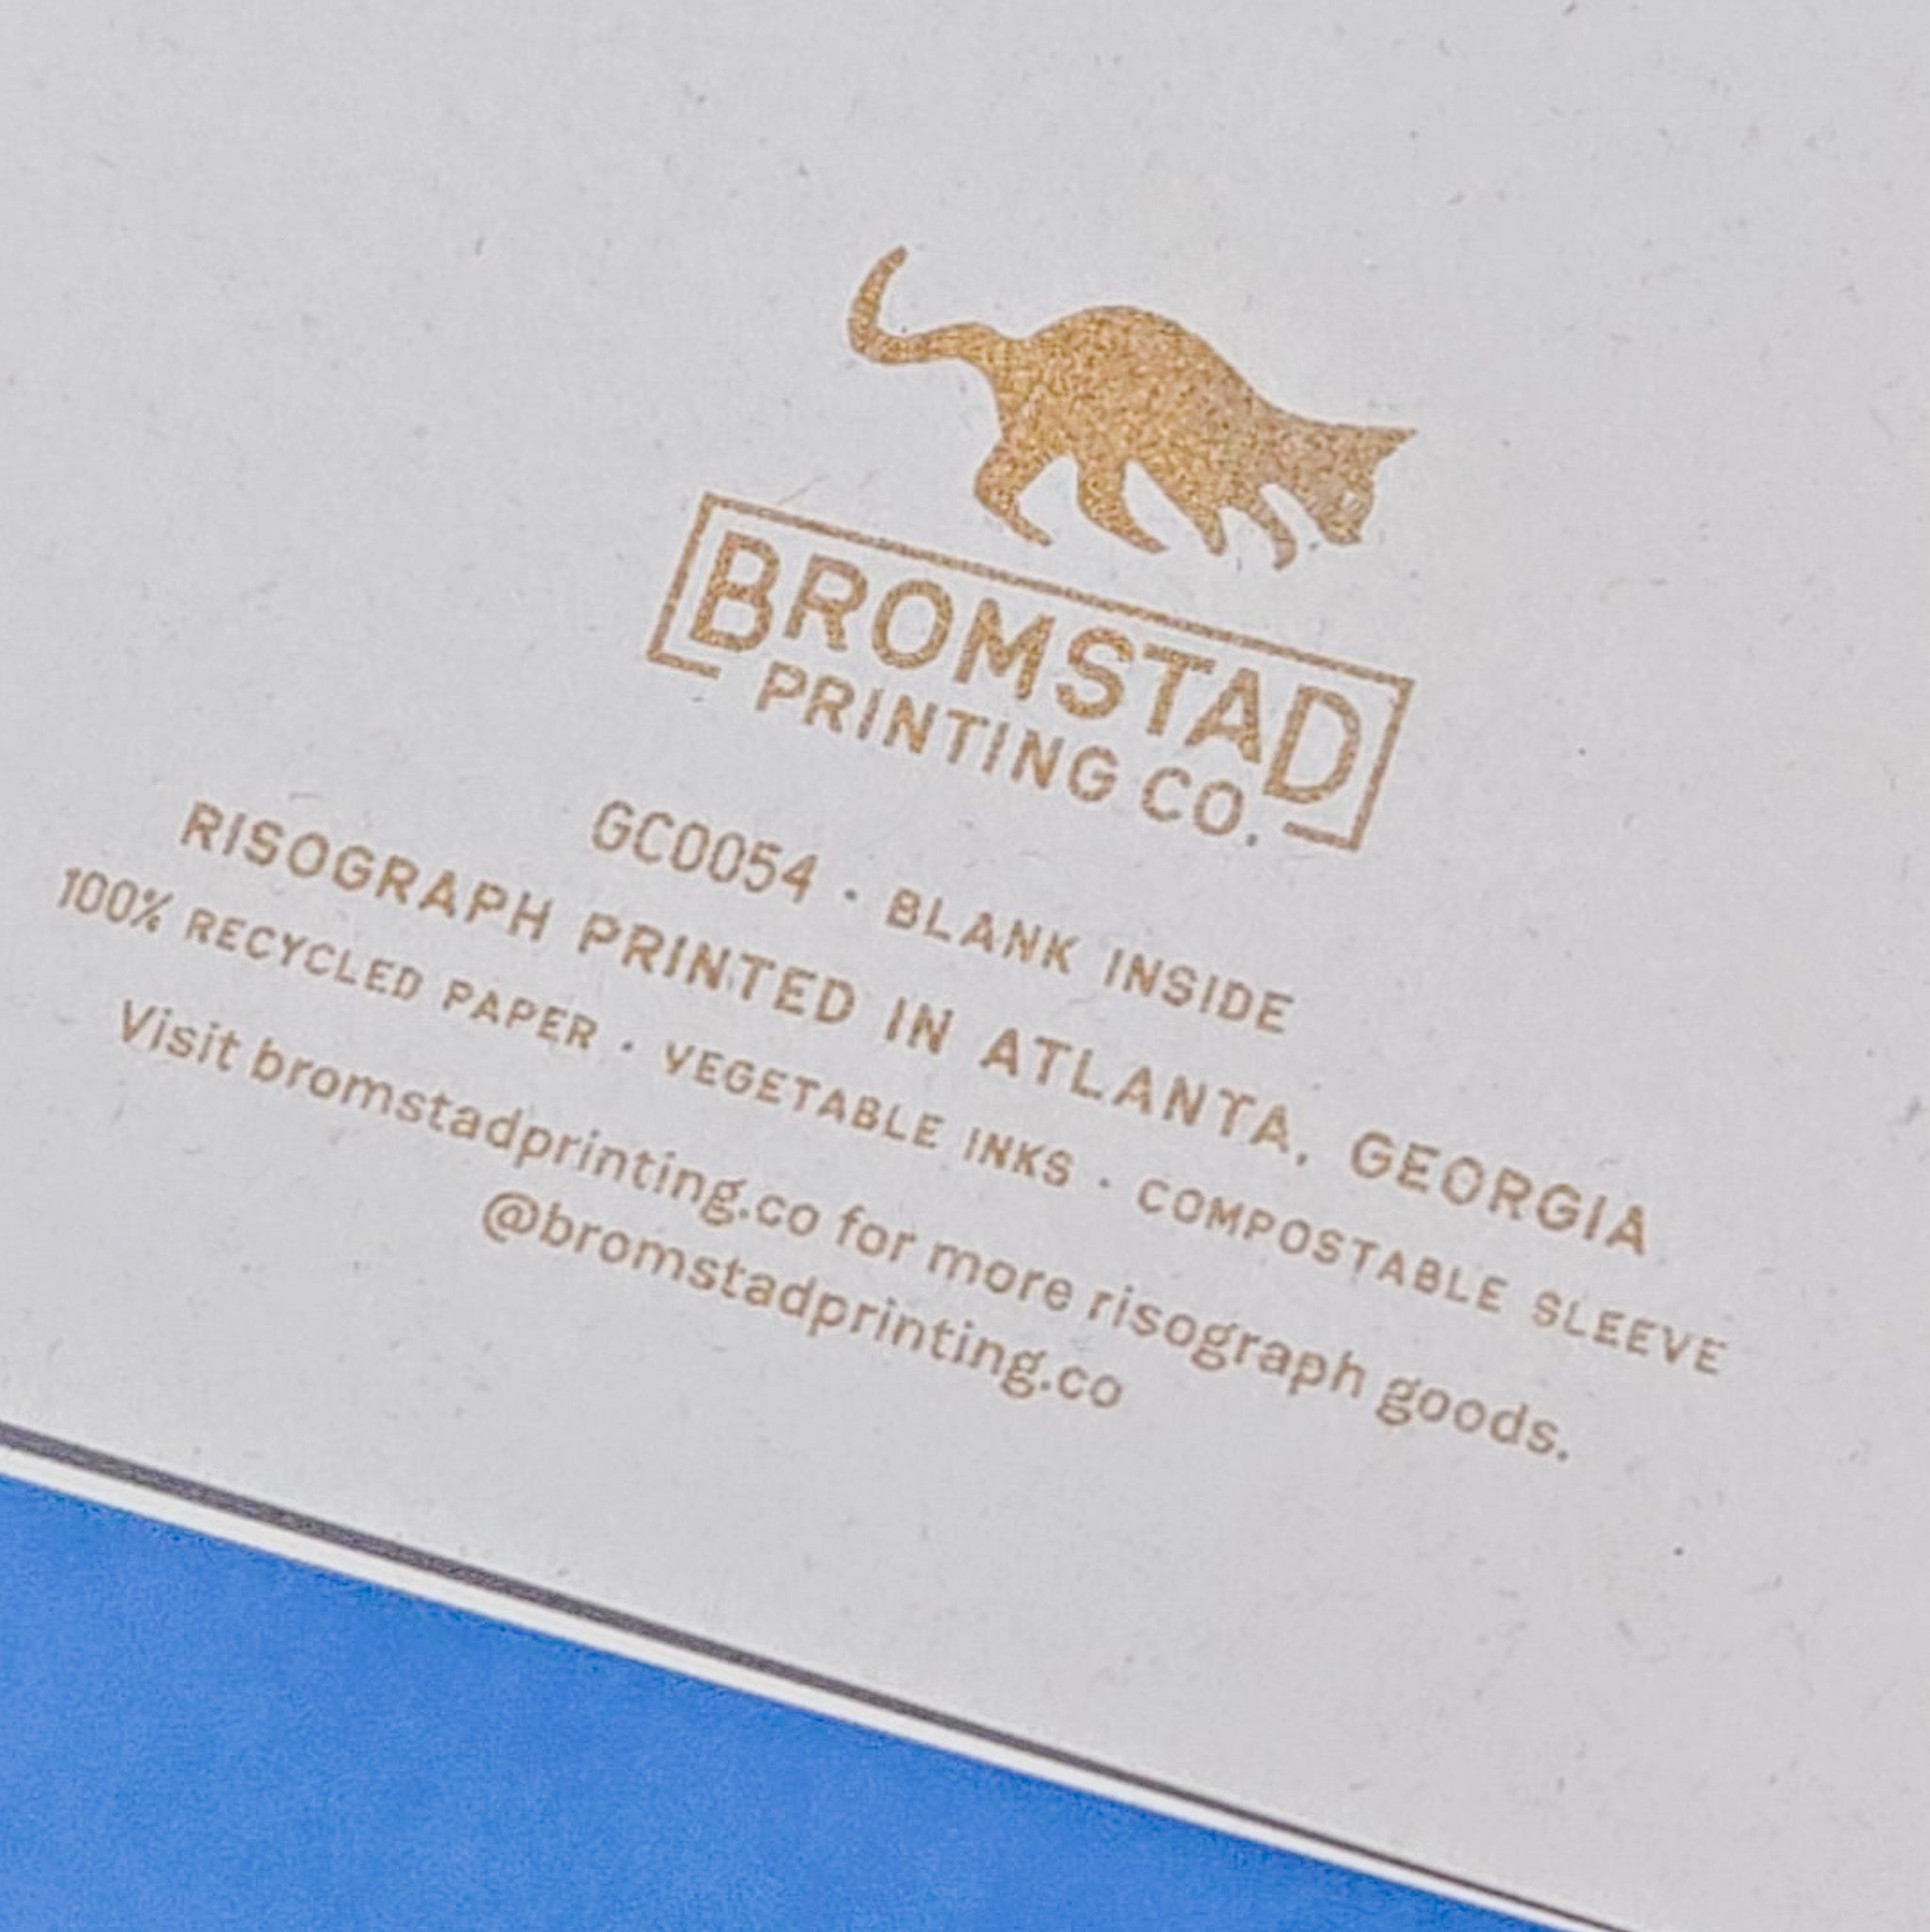 BROMSTAD
PRINTING CO.
GC0054 · BLANK INSIDE
RISOGRAPH PRINTED IN ATLANTA, GEORGIA
100% RECYCLED PAPER · VEGETABLE INKS · COMPOSTABLE SLEEVE
Visit bromstadprinting.co for more risograph goods.
@bromstadprinting.co